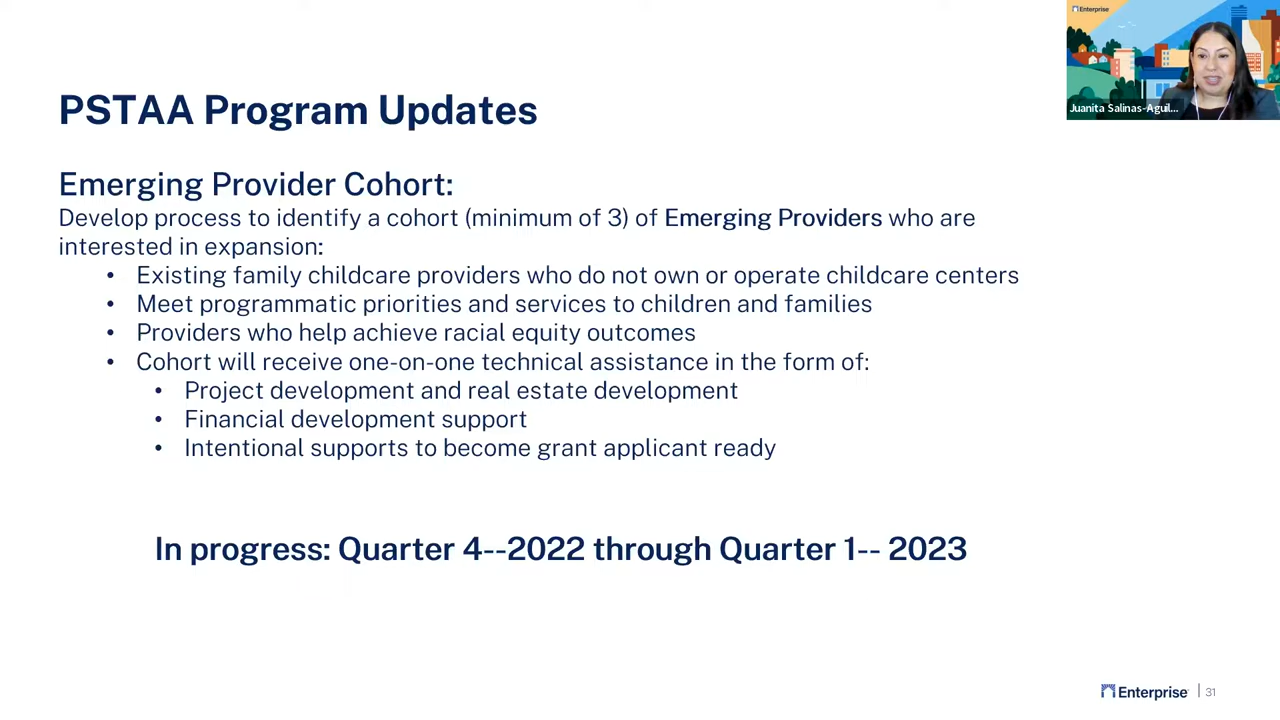 Enterprise
Juanita Salinas-Aguil...
PSTAA Program Updates
Emerging Provider Cohort:
Develop process to identify a cohort (minimum of 3) of Emerging Providers who are
interested in expansion:
• Existing family childcare providers who do not own or operate childcare centers
• Meet programmatic priorities and services to children and families
• Providers who help achieve racial equity outcomes
• Cohort will receive one-on-one technical assistance in the form of:
• Project development and real estate development
• Financial development support
• Intentional supports to become grant applicant ready
In progress: Quarter 4--2022 through Quarter 1-- 2023
Enterprise | 31